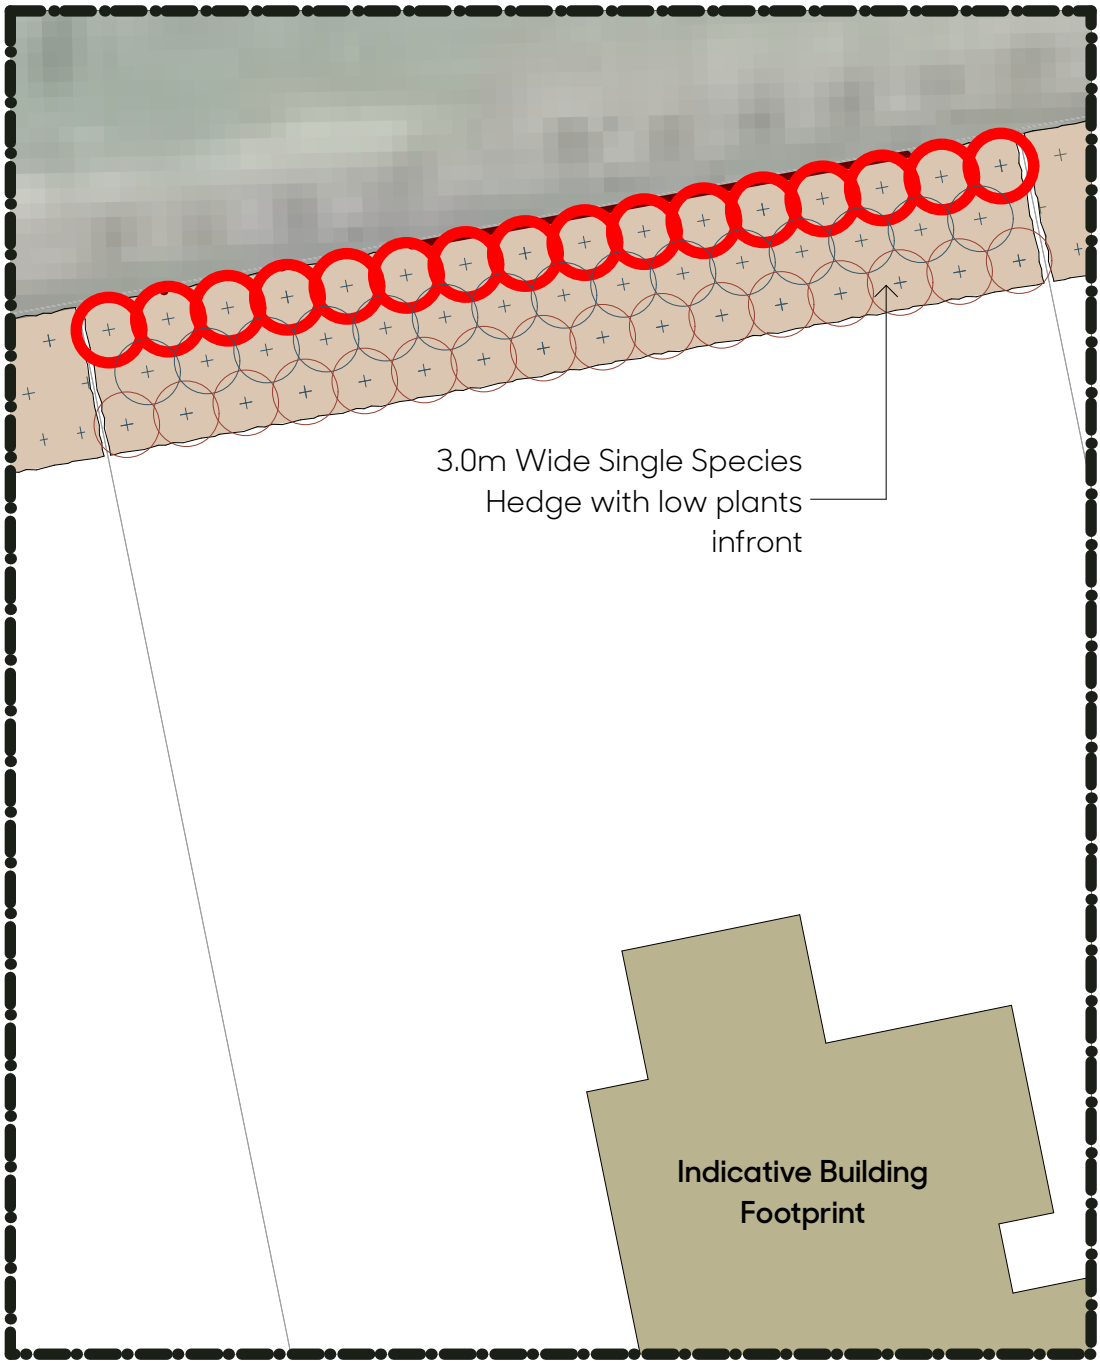 3.0m Wide Single Species
Hedge with low plants
infront
Indicative Building
Footprint